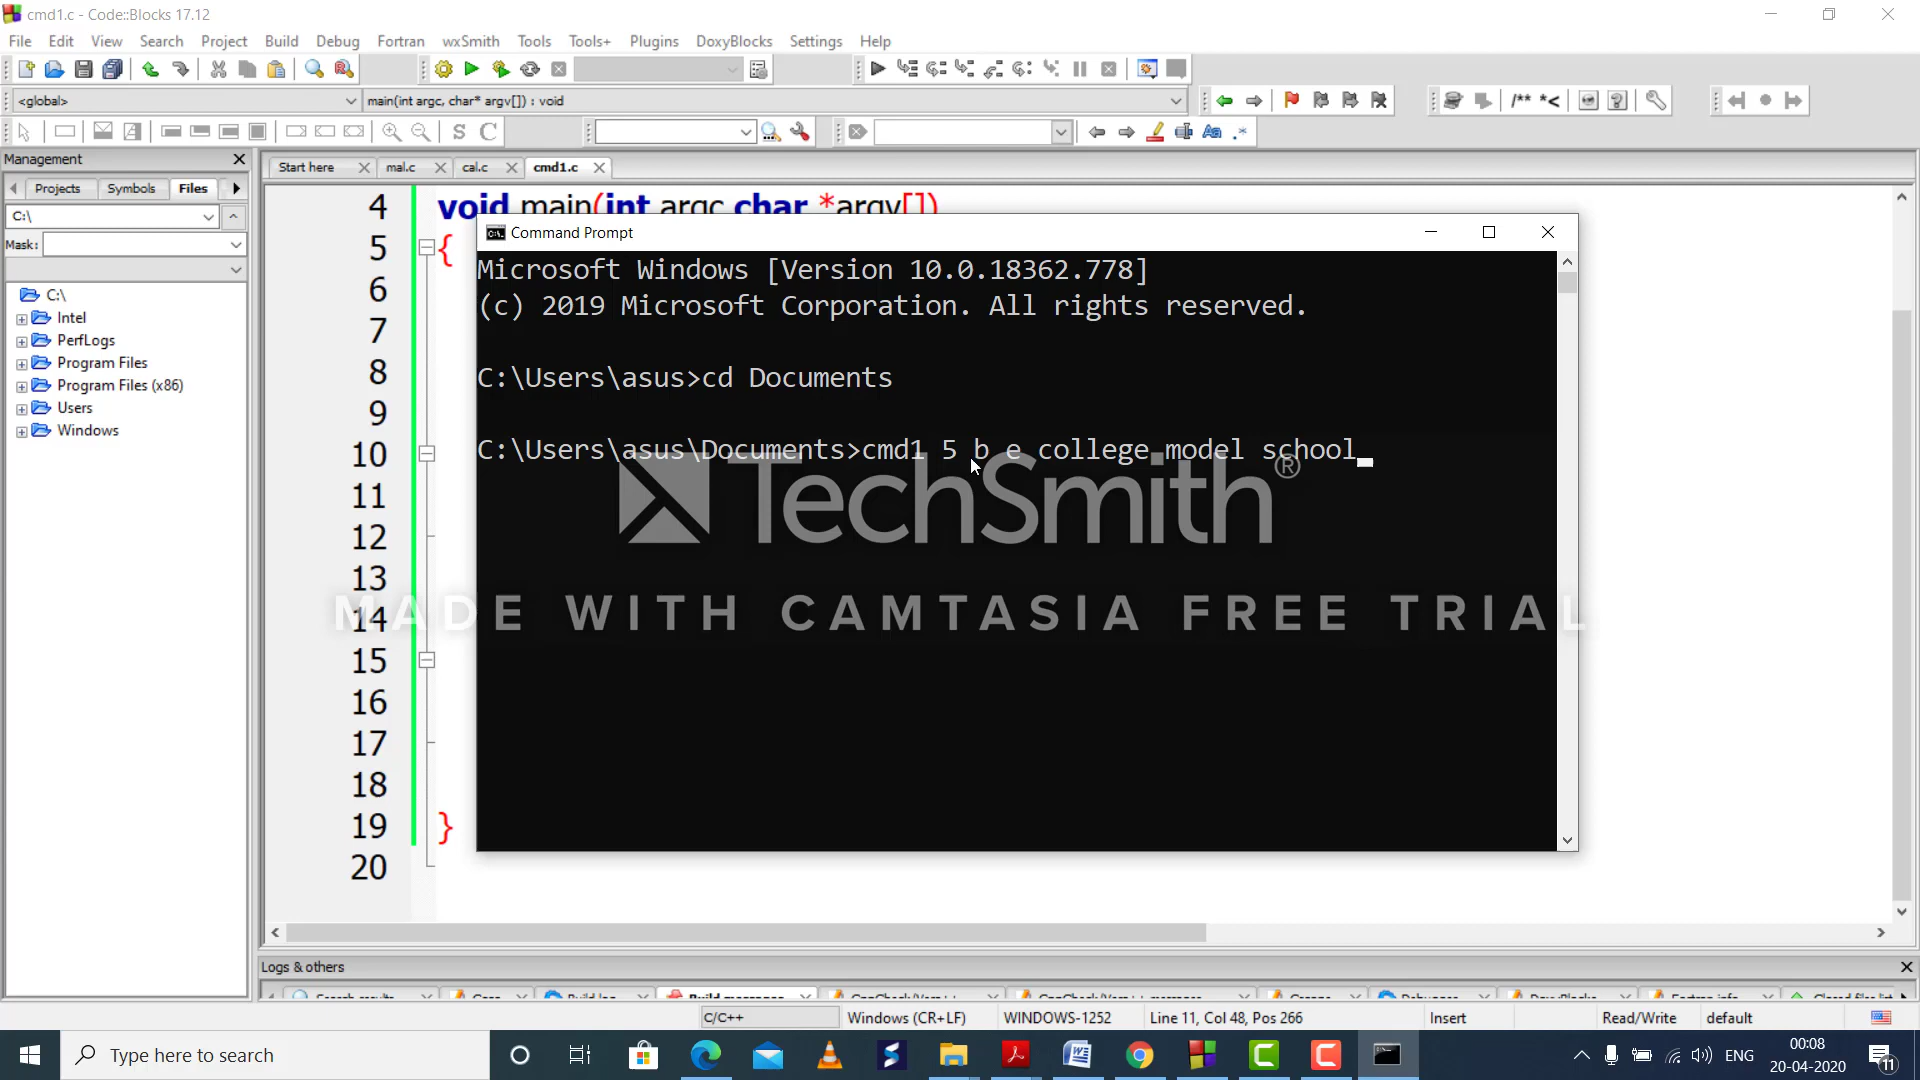 cmd1.c - Code::Blocks 17.12
File Edit View Search Project Build Debug Fortran wxSmith Tools Tools+ Plugins DoxyBlocks Settings Help
<global> main(int argc, char* argv[]) : void
/** *<
S C
Management
Start here mal.c cal.c cmd1.c
Projects Symbols Files
C:\
Mask:
C:\
Intel
PerfLogs
Program Files
Program Files (x86)
Users
Windows
4 void main(int argc char *argv[])
5 {
6
7
8
9
10
11
12
13
14
15
16
17
18
19 }
20
Command Prompt
Microsoft Windows [Version 10.0.18362.778]
(c) 2019 Microsoft Corporation. All rights reserved.
C:\Users\asus>cd Documents
C:\Users\asus\Documents>cmd1 5 b e college model school
TechSmith®
MADE WITH CAMTASIA FREE TRIAL
Logs & others
C/C++ Windows (CR+LF) WINDOWS-1252 Line 11, Col 48, Pos 266 Insert Read/Write default
Type here to search
ENG
00:08
20-04-2020
11